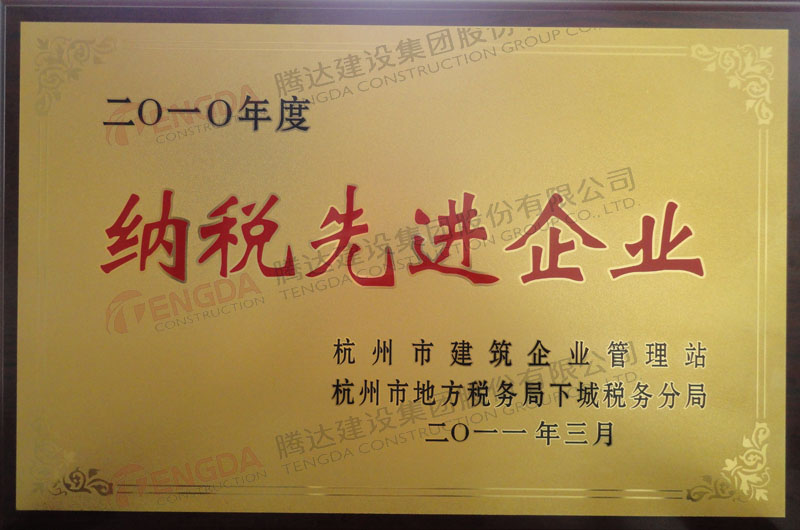 二〇一〇年度
纳税先进企业
杭州市建筑企业管理站
杭州市地方税务局下城税务分局
二〇一一年三月
TENGDA
CONSTRUCTION
腾达建设集团股份有限公司
TENGDA CONSTRUCTION GROUP CO., LTD.